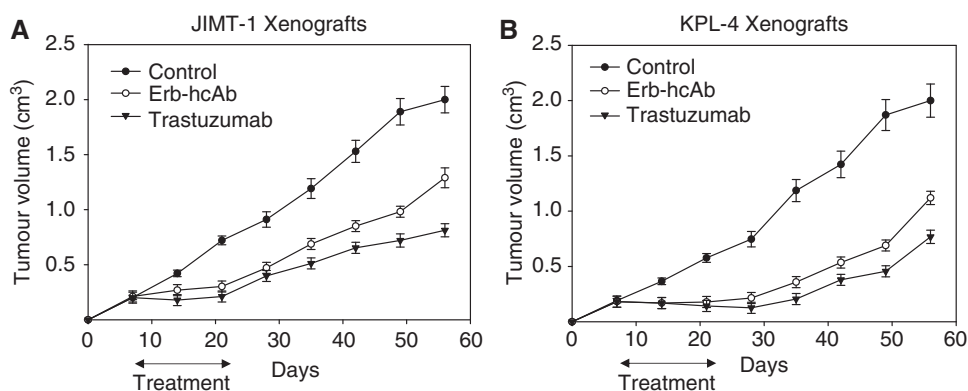 A JIMT-1 Xenografts
2.5
2.0
1.5
1.0
0.5
Tumour volume (cm³)
Control
Erb-hcAb
Trastuzumab
0 10 20 30 40 50 60
Days
Treatment
B KPL-4 Xenografts
2.5
2.0
1.5
1.0
0.5
Tumour volume (cm³)
Control
Erb-hcAb
Trastuzumab
0 10 20 30 40 50 60
Days
Treatment